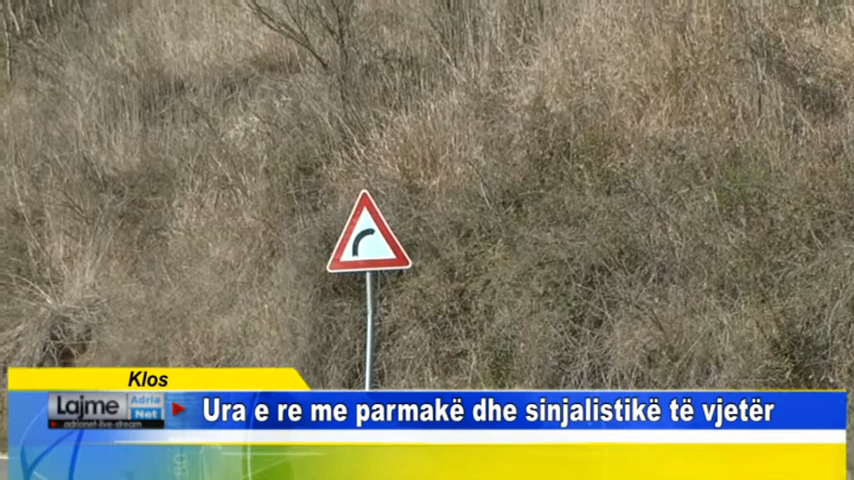 Klos
Lajme Adria Net
adrianet-live-stream
Ura e re me parmakë dhe sinjalistikë të vjetër